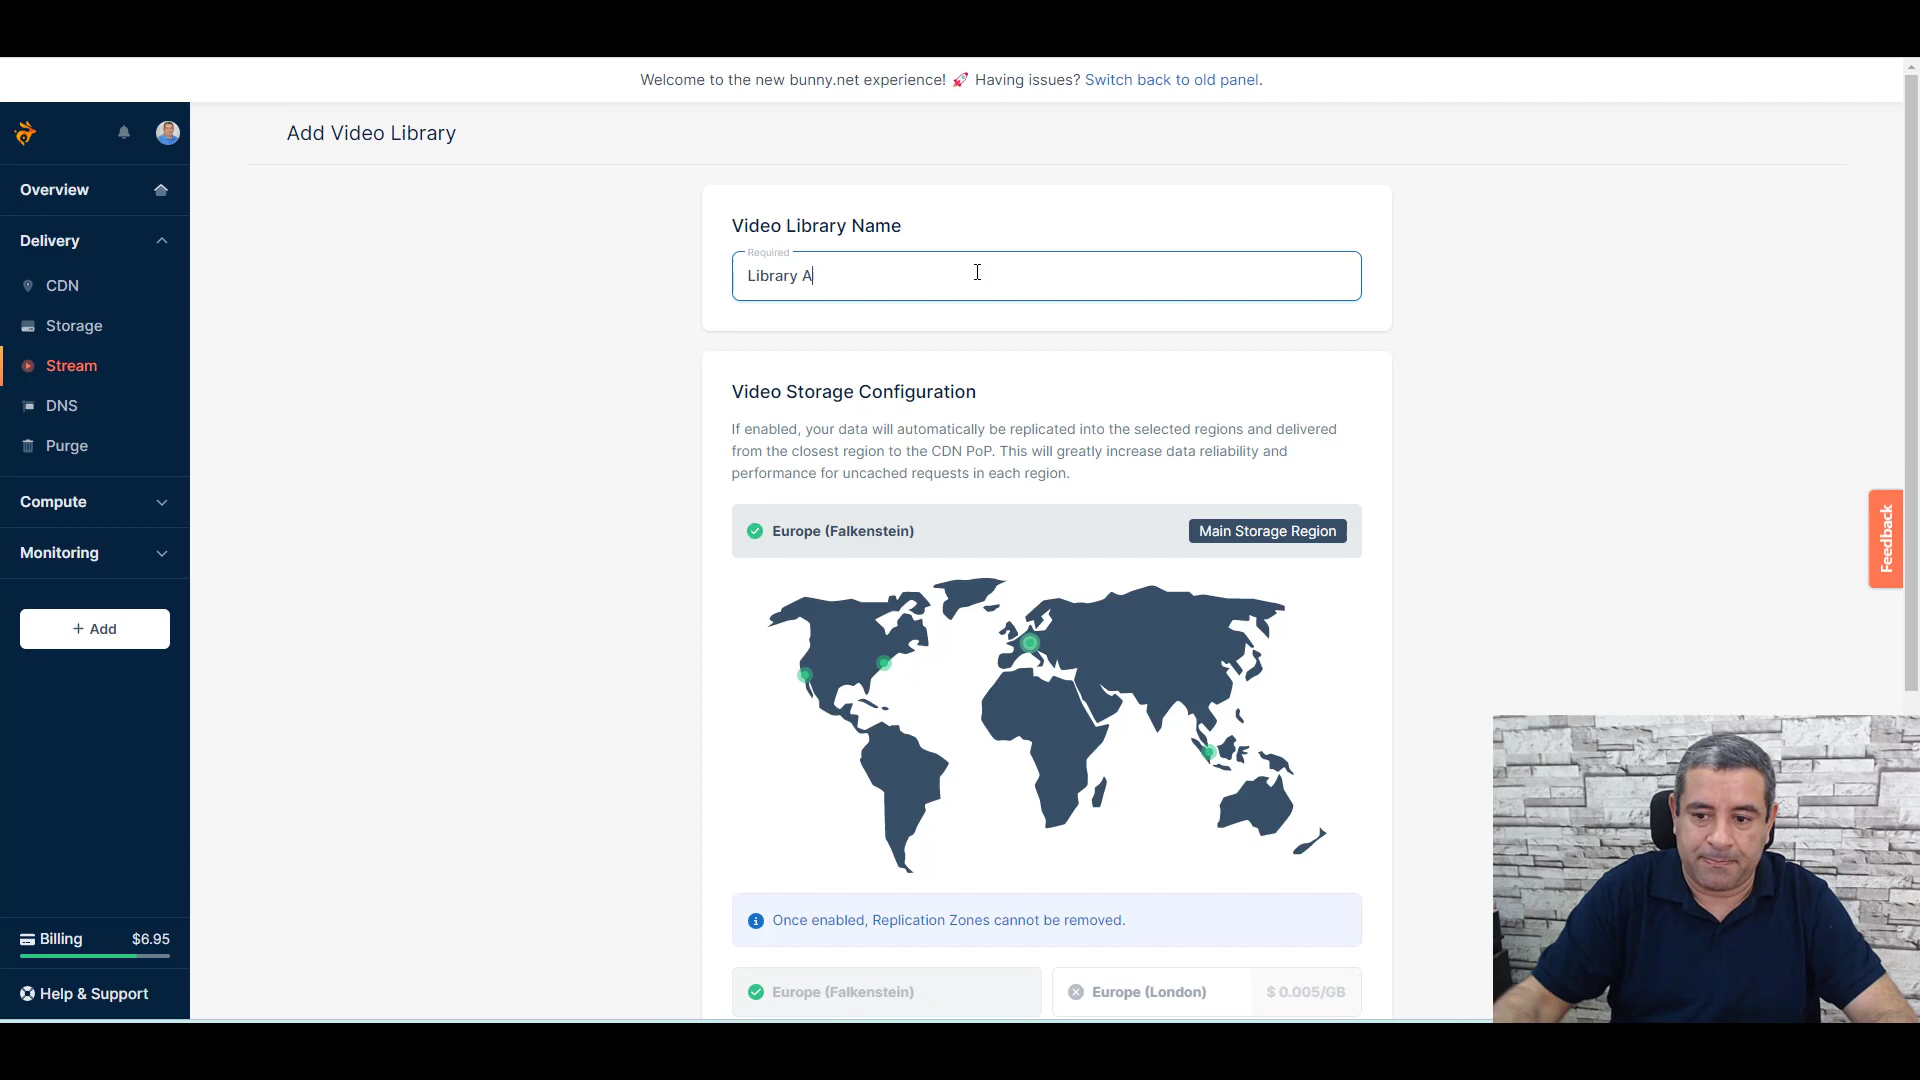 Welcome to the new bunny.net experience! 🚀 Having issues? Switch back to old panel.
Add Video Library
Overview
Delivery
CDN
Storage
Stream
DNS
Purge
Compute
Monitoring
+ Add
Billing $6.95
Help & Support
Video Library Name
Required
Library A
Video Storage Configuration
If enabled, your data will automatically be replicated into the selected regions and delivered
from the closest region to the CDN PoP. This will greatly increase data reliability and
performance for uncached requests in each region.
Europe (Falkenstein) Main Storage Region
Once enabled, Replication Zones cannot be removed.
Europe (Falkenstein) Europe (London) $ 0.005/GB
Feedback